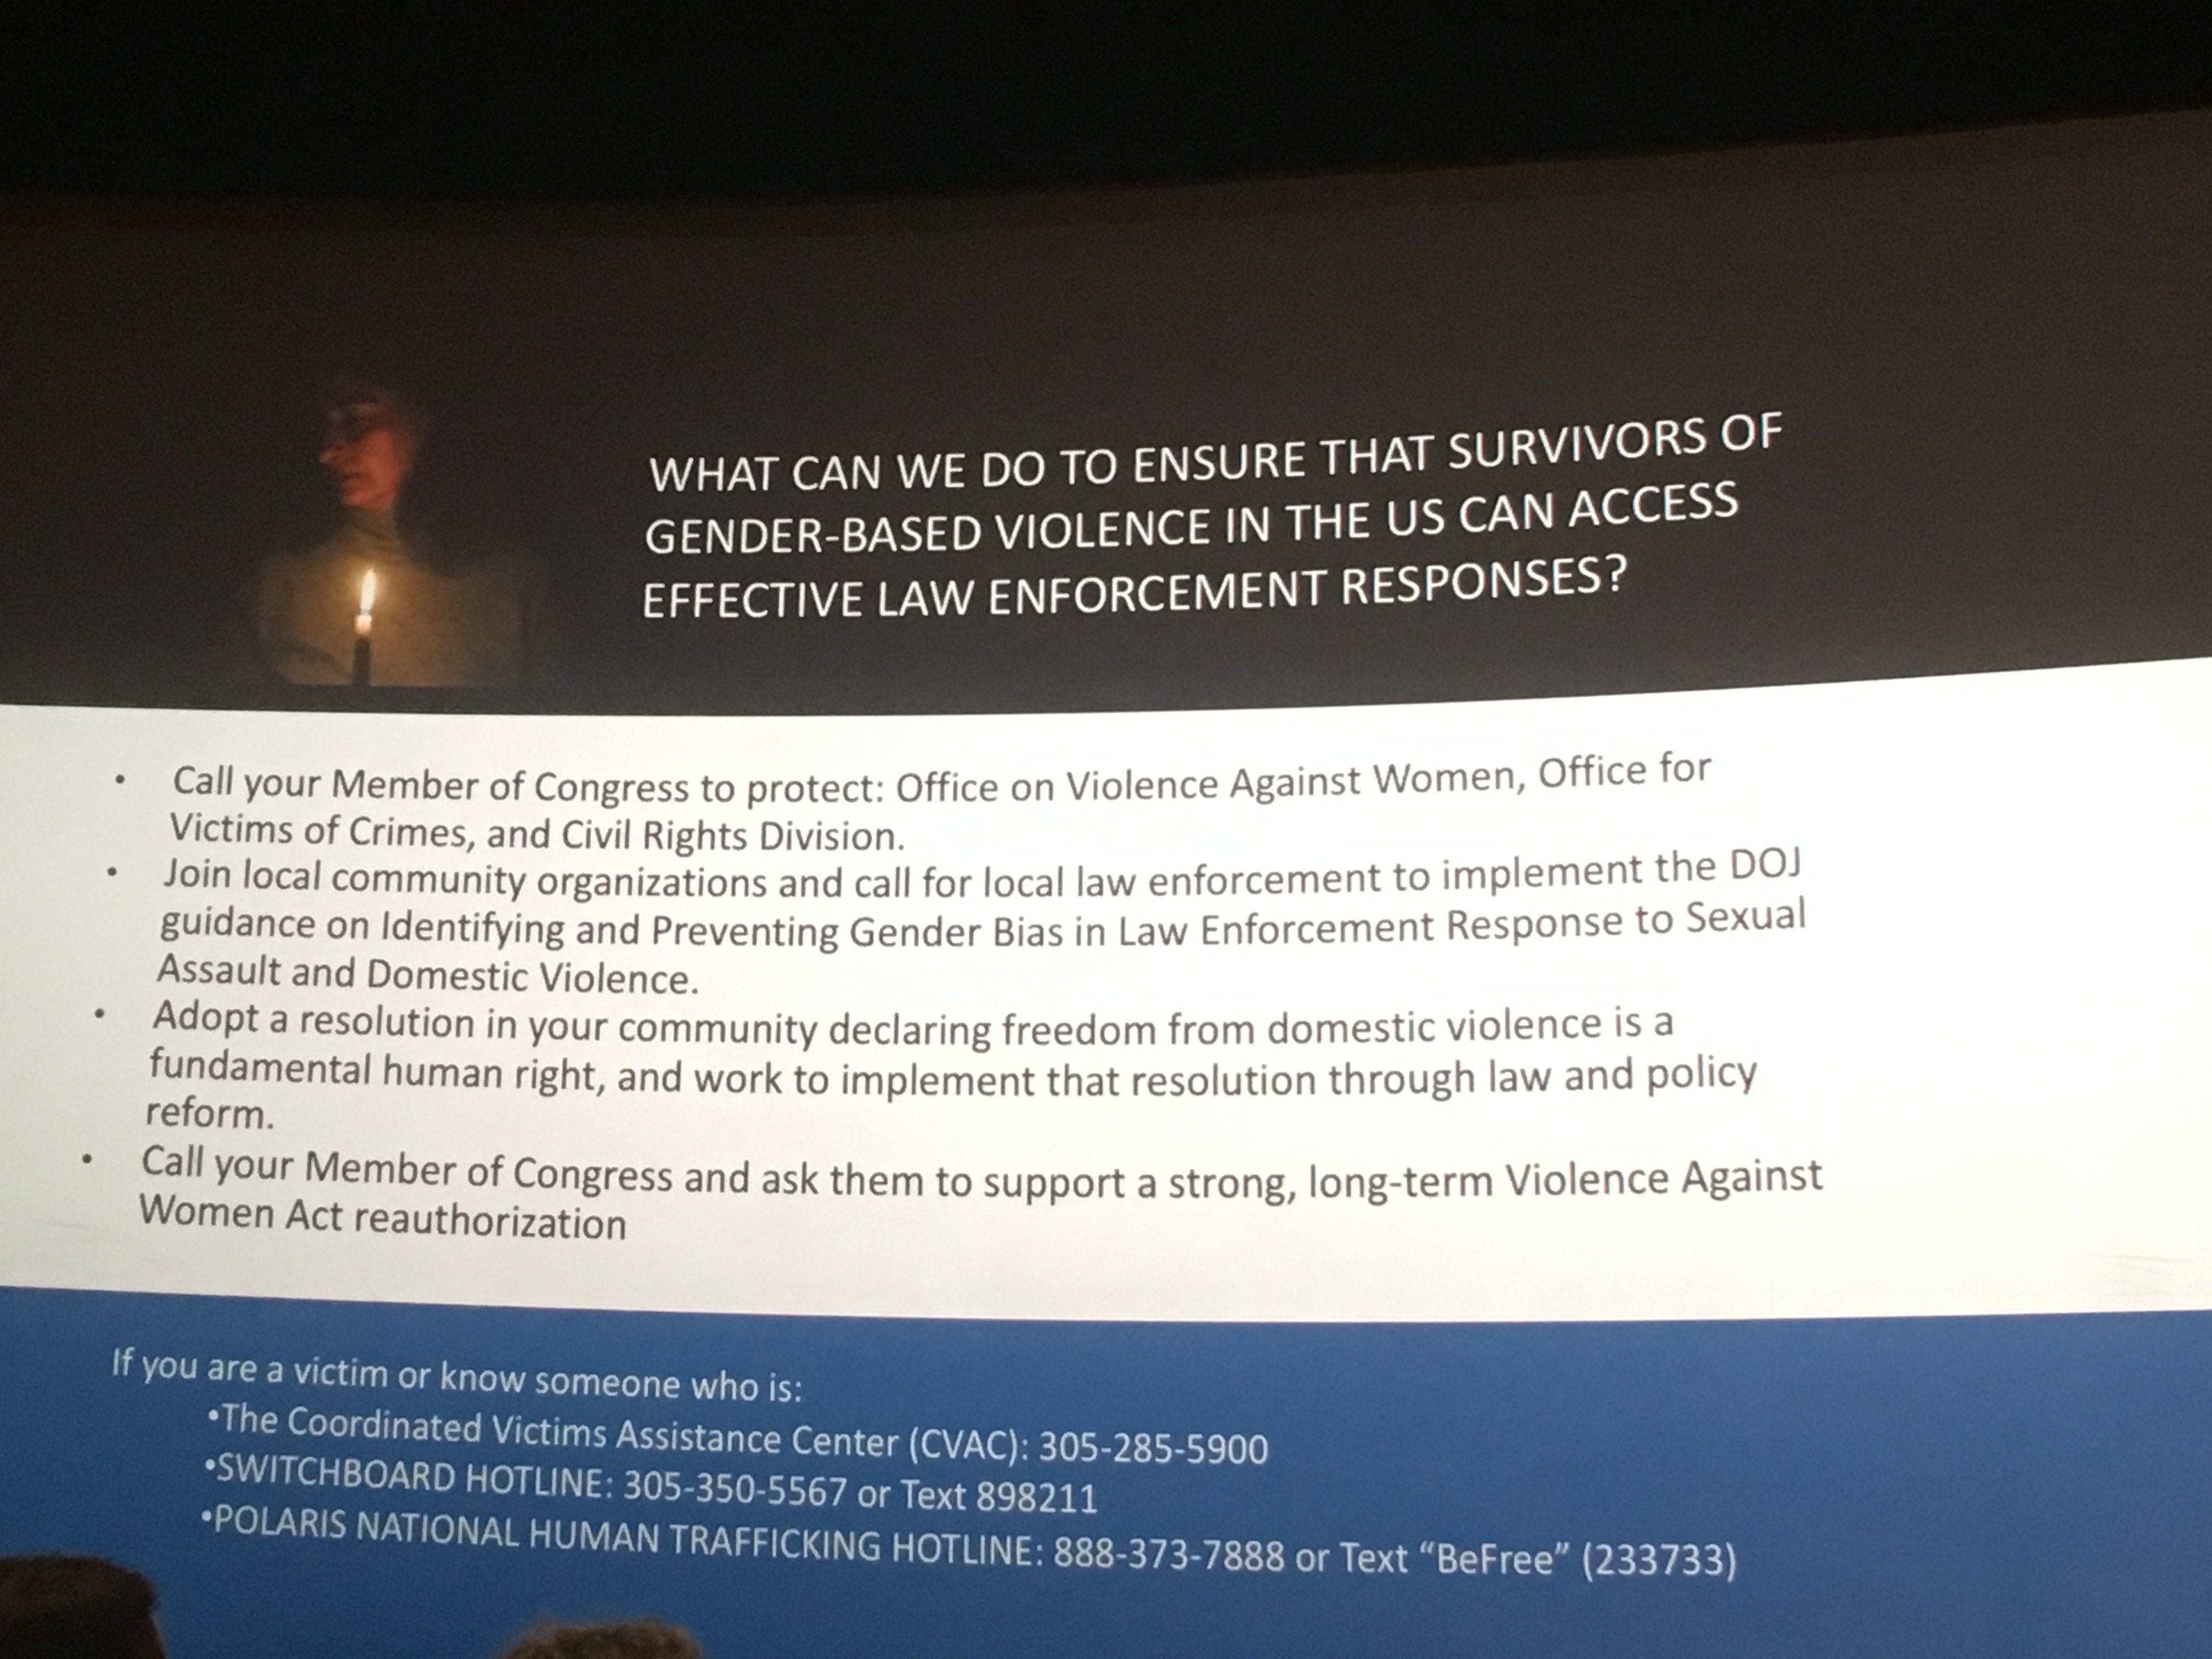 WHAT CAN WE DO TO ENSURE THAT SURVIVORS OF
GENDER-BASED VIOLENCE IN THE US CAN ACCESS
EFFECTIVE LAW ENFORCEMENT RESPONSES?
• Call your Member of Congress to protect: Office on Violence Against Women, Office for
Victims of Crimes, and Civil Rights Division.
• Join local community organizations and call for local law enforcement to implement the DOJ
guidance on Identifying and Preventing Gender Bias in Law Enforcement Response to Sexual
Assault and Domestic Violence.
• Adopt a resolution in your community declaring freedom from domestic violence is a
fundamental human right, and work to implement that resolution through law and policy
reform.
• Call your Member of Congress and ask them to support a strong, long-term Violence Against
Women Act reauthorization
If you are a victim or know someone who is:
•The Coordinated Victims Assistance Center (CVAC): 305-285-5900
•SWITCHBOARD HOTLINE: 305-350-5567 or Text 898211
•POLARIS NATIONAL HUMAN TRAFFICKING HOTLINE: 888-373-7888 or Text “BeFree” (233733)